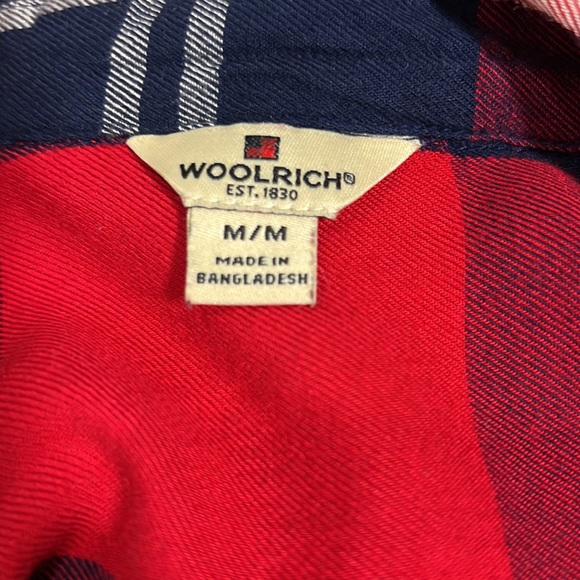 WOOLRICH®
EST. 1830
M/M
MADE IN
BANGLADESH